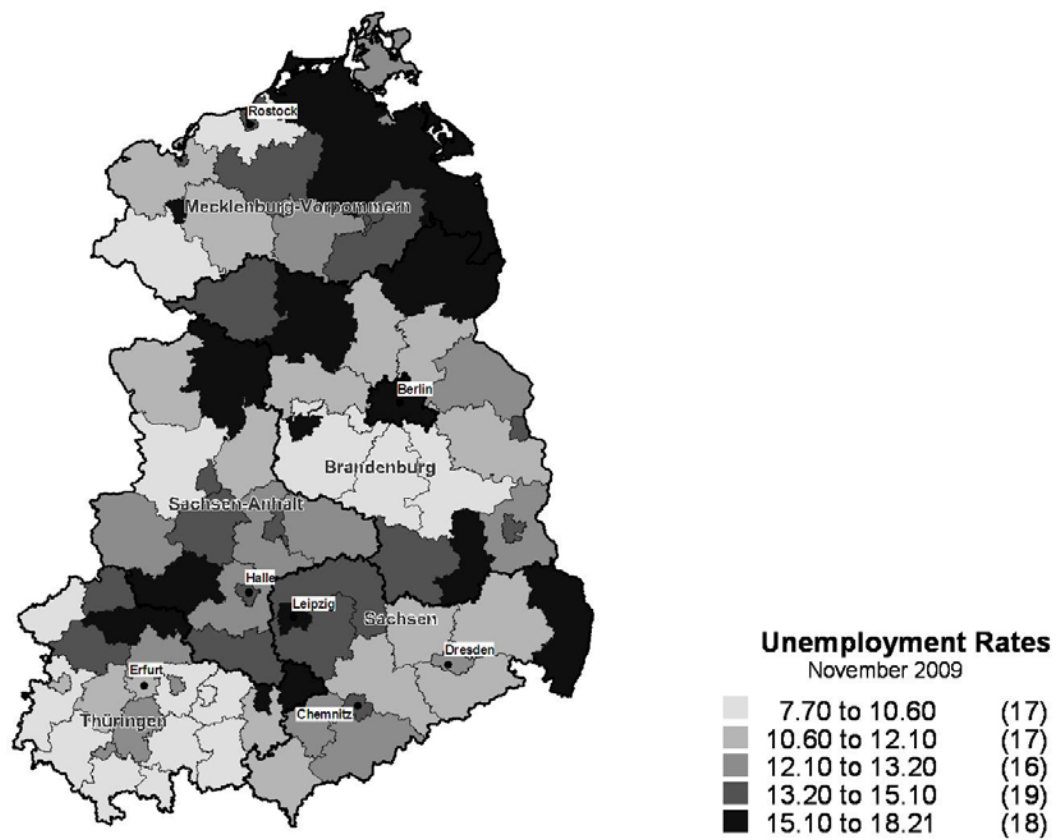 Rostock
Mecklenburg-Vorpommern
Berlin
Brandenburg
Sachsen-Anhalt
Halle
Leipzig
Sachsen
Dresden
Erfurt
Chemnitz
Thüringen
Unemployment Rates
November 2009
7.70 to 10.60 (17)
10.60 to 12.10 (17)
12.10 to 13.20 (16)
13.20 to 15.10 (19)
15.10 to 18.21 (18)